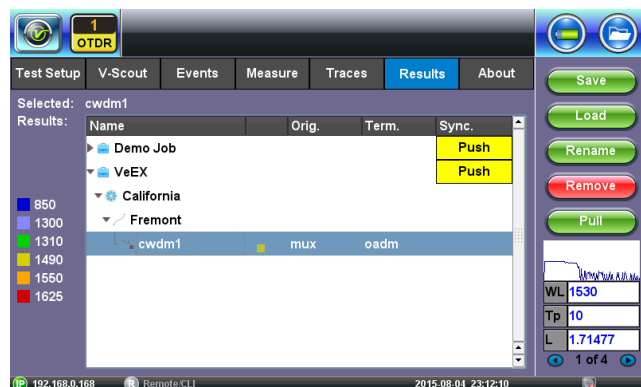 1
OTDR
Test Setup V-Scout Events Measure Traces Results About
Selected: cwdm1
Results:
Name Orig. Term. Sync.
Demo Job Push
VeEX Push
California
Fremont
cwdm1 mux oadm
850
1300
1310
1490
1550
1625
Save
Load
Rename
Remove
Pull
WL 1530
Tp 10
L 1.71477
1 of 4
IP 192.168.0.168 R Remote/CLI 2015-08-04 23:12:10